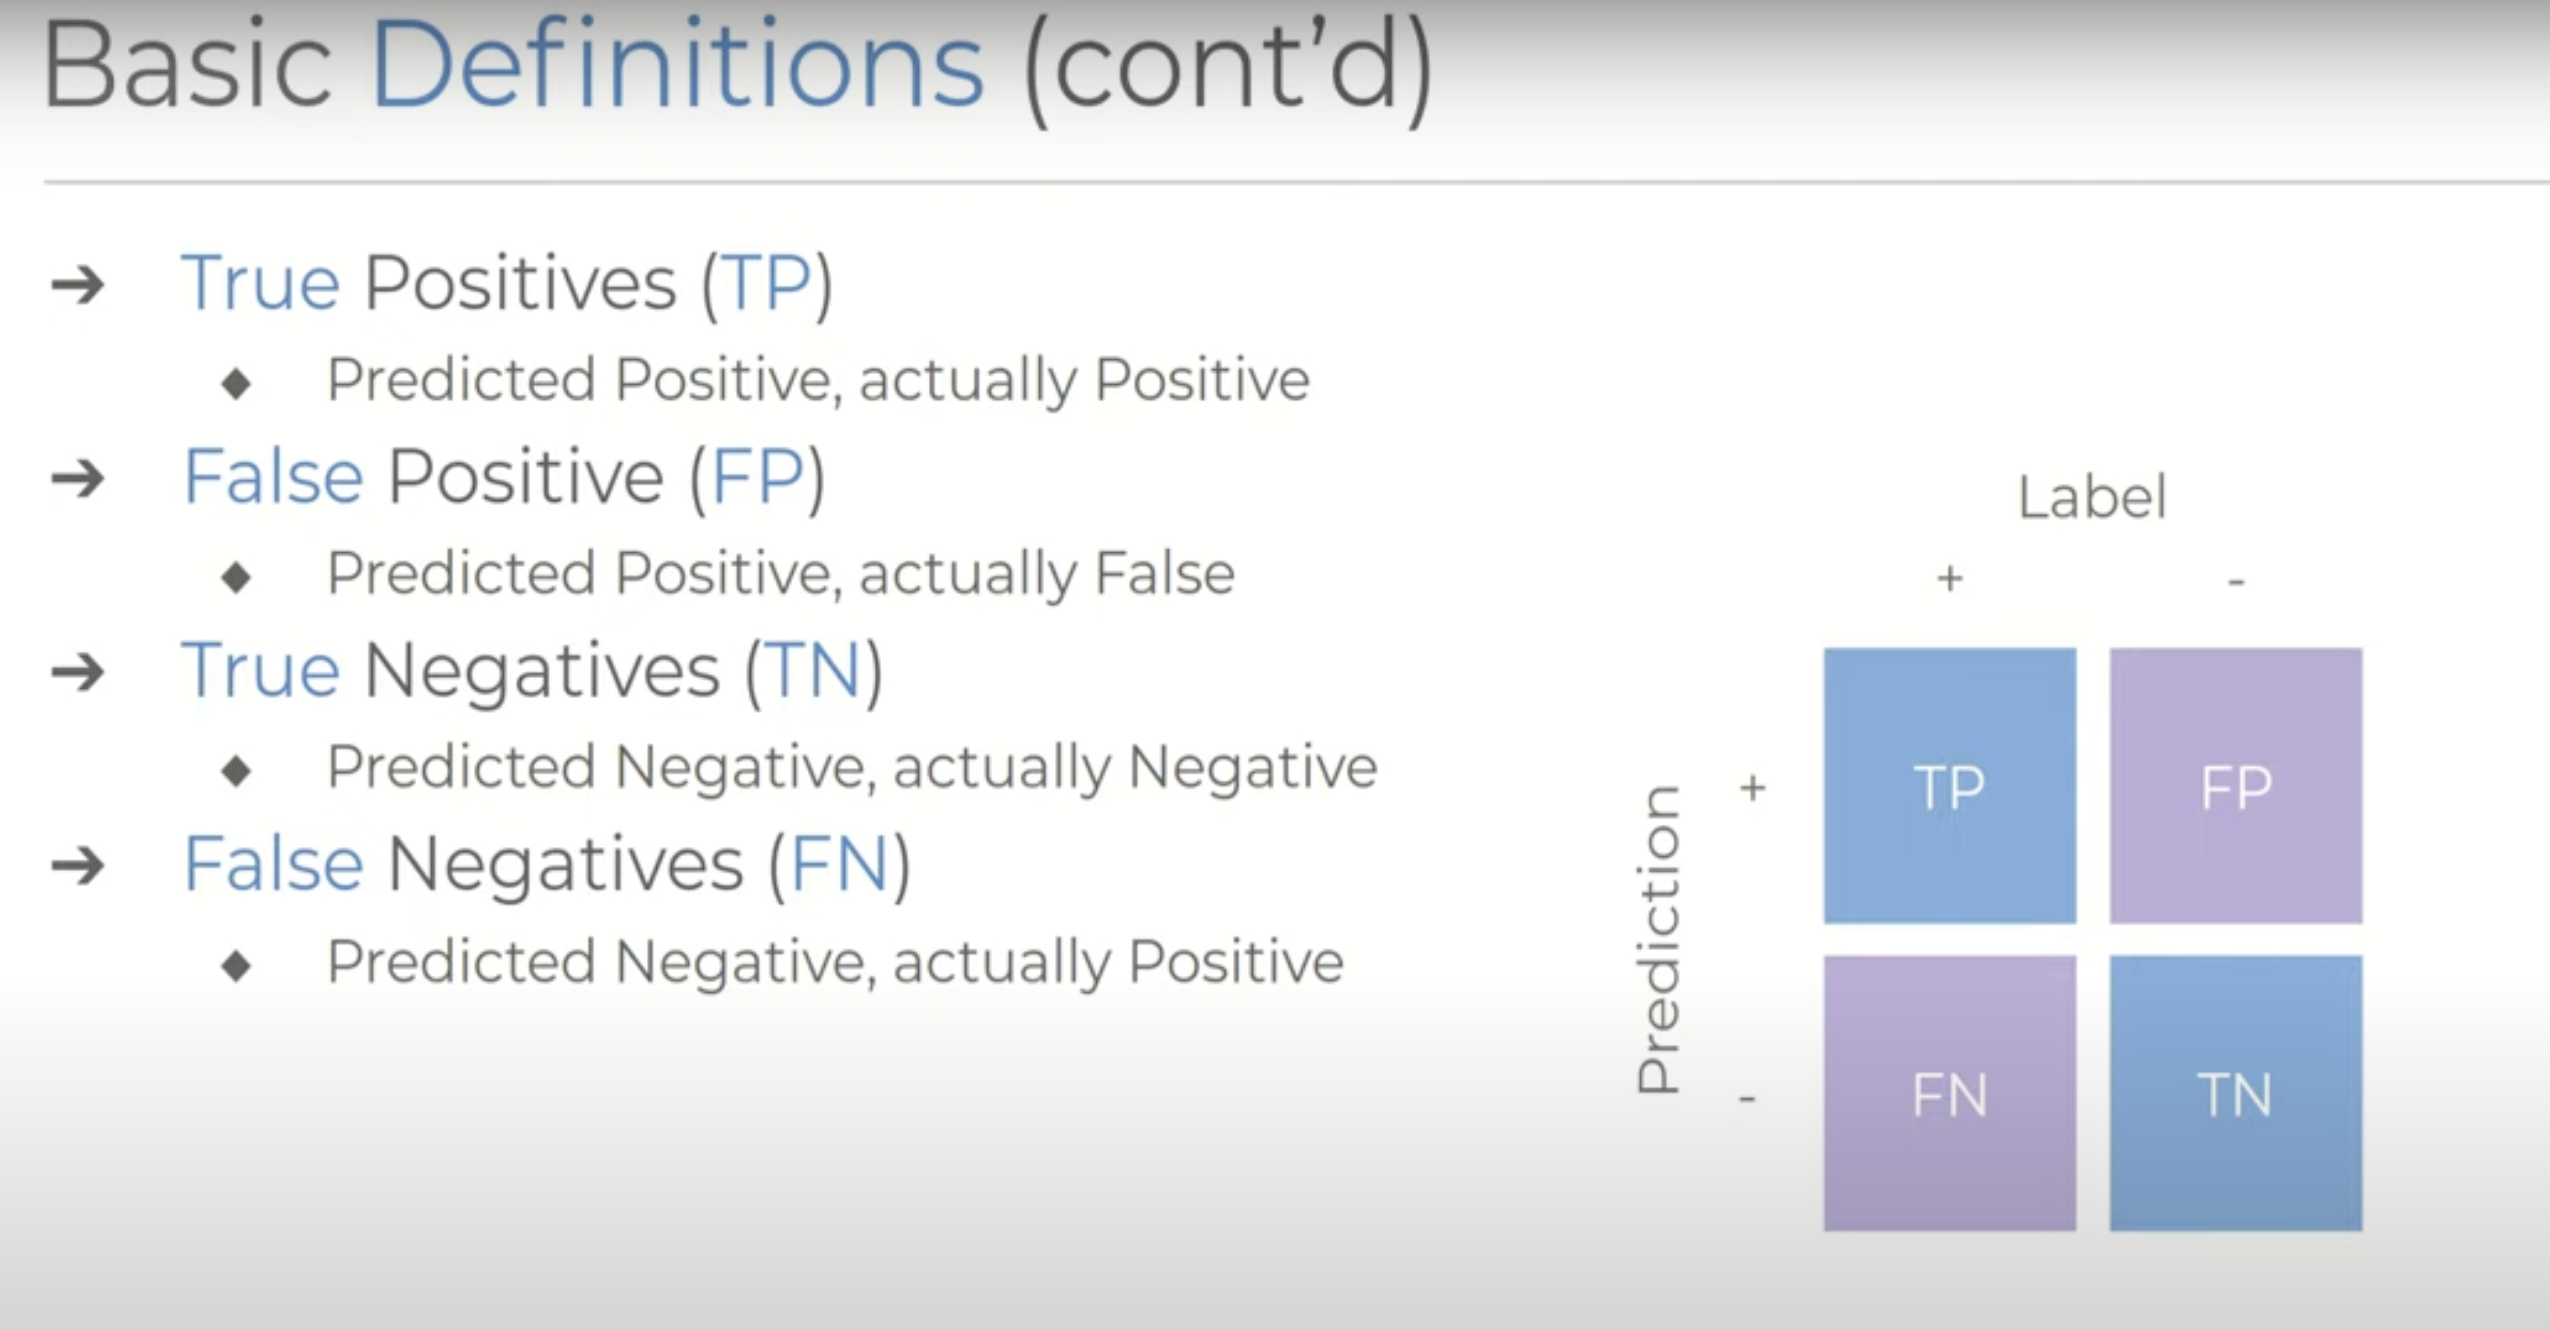 Basic Definitions (cont'd)
➔ True Positives (TP)
◆ Predicted Positive, actually Positive
➔ False Positive (FP)
◆ Predicted Positive, actually False
➔ True Negatives (TN)
◆ Predicted Negative, actually Negative
➔ False Negatives (FN)
◆ Predicted Negative, actually Positive
Label
+ -
Prediction
+ TP FP
- FN TN